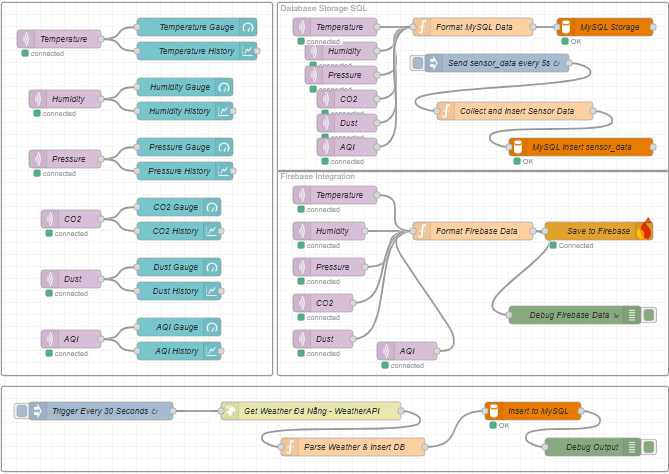 Temperature
connected
Temperature Gauge
Temperature History
Humidity
connected
Humidity Gauge
Humidity History
Pressure
connected
Pressure Gauge
Pressure History
CO2
connected
CO2 Gauge
CO2 History
Dust
connected
Dust Gauge
Dust History
AQI
connected
AQI Gauge
AQI History
Database Storage SQL
Temperature
connected
Humidity
connected
Pressure
connected
CO2
connected
Dust
connected
AQI
connected
Format MySQL Data
MySQL Storage
OK
Send sensor_data every 5s ↻
Collect and Insert Sensor Data
MySQL Insert sensor_data
OK
Firebase Integration
Temperature
connected
Humidity
connected
Pressure
connected
CO2
connected
Dust
connected
AQI
connected
Format Firebase Data
Save to Firebase
Connected
Debug Firebase Data
Trigger Every 30 Seconds ↻
Get Weather Đà Nẵng - WeatherAPI
Parse Weather & Insert DB
Insert to MySQL
OK
Debug Output